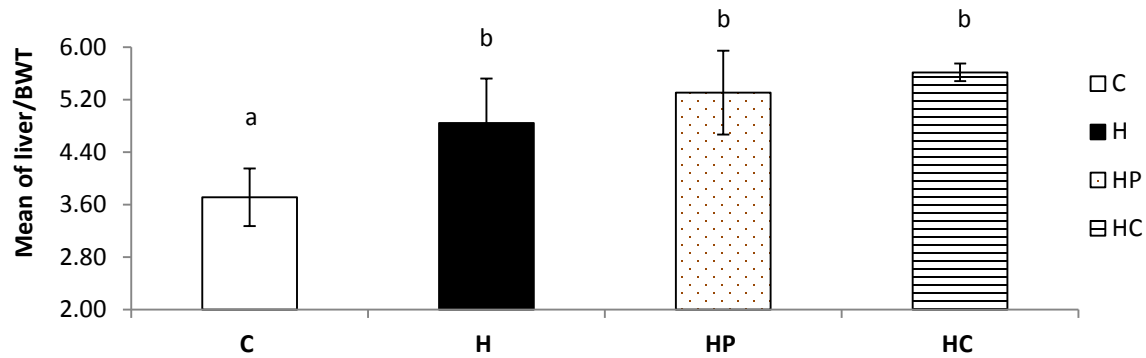 Mean of liver/BWT
6.00
5.20
4.40
3.60
2.80
2.00
a
b
b
b
C
H
HP
HC
C
H
HP
HC